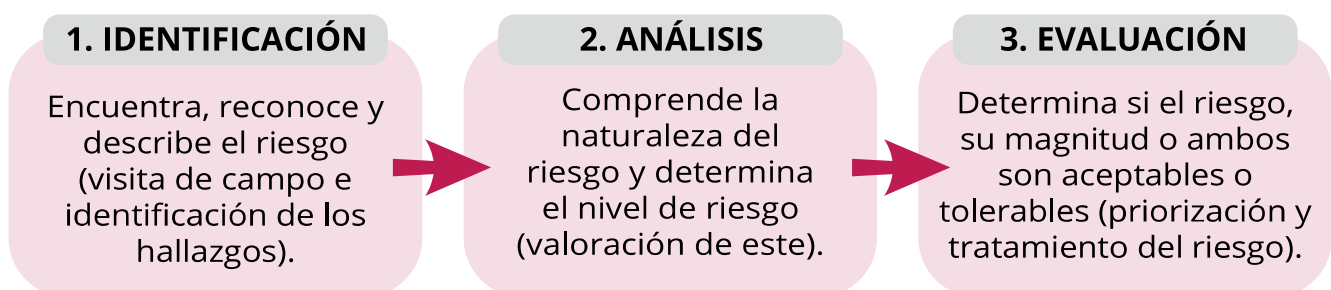 1. IDENTIFICACIÓN
Encuentra, reconoce y
describe el riesgo
(visita de campo e
identificación de los
hallazgos).
2. ANÁLISIS
Comprende la
naturaleza del
riesgo y determina
el nivel de riesgo
(valoración de este).
3. EVALUACIÓN
Determina si el riesgo,
su magnitud o ambos
son aceptables o
tolerables (priorización y
tratamiento del riesgo).